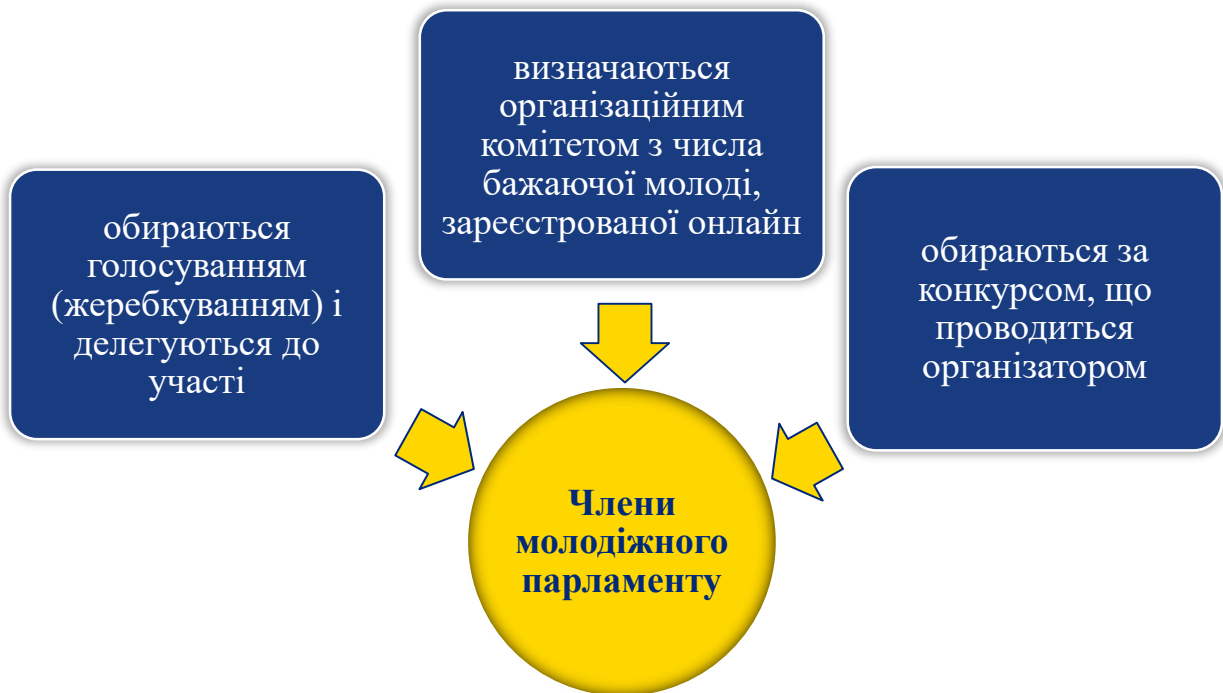 обираються
голосуванням
(жеребкуванням) і
делегуються до
участі
визначаються
організаційним
комітетом з числа
бажаючої молоді,
зареєстрованої онлайн
обираються за
конкурсом, що
проводиться
організатором
Члени
молодіжного
парламенту